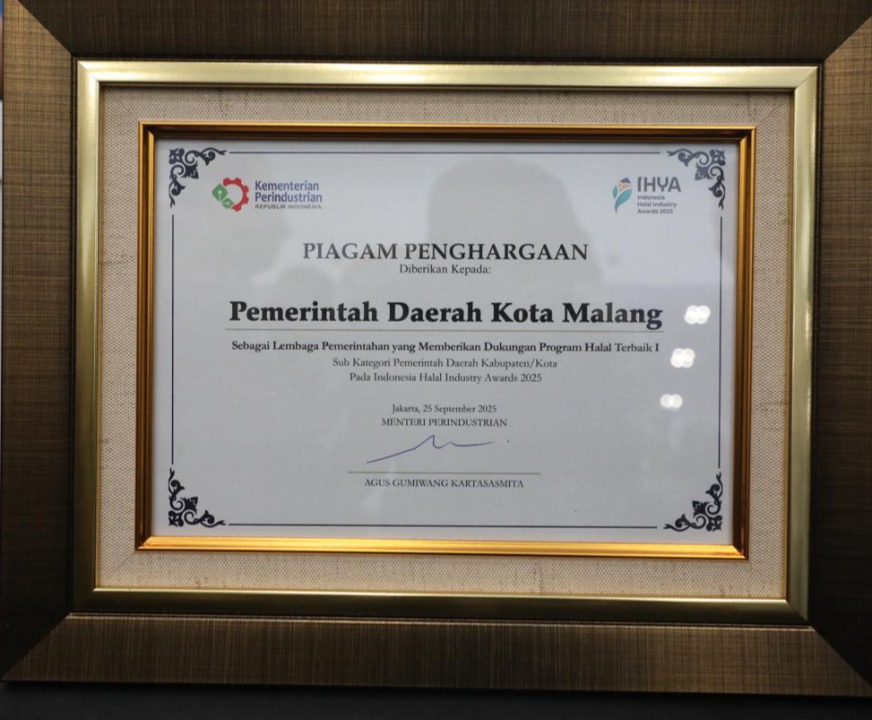 Kementerian
Perindustrian
REPUBLIK INDONESIA
IHYA
Indonesia
Halal Industry
Awards 2025
PIAGAM PENGHARGAAN
Diberikan Kepada:
Pemerintah Daerah Kota Malang
Sebagai Lembaga Pemerintahan yang Memberikan Dukungan Program Halal Terbaik I
Sub Kategori Pemerintah Daerah Kabupaten/Kota
Pada Indonesia Halal Industry Awards 2025
Jakarta, 25 September 2025
MENTERI PERINDUSTRIAN
AGUS GUMIWANG KARTASASMITA